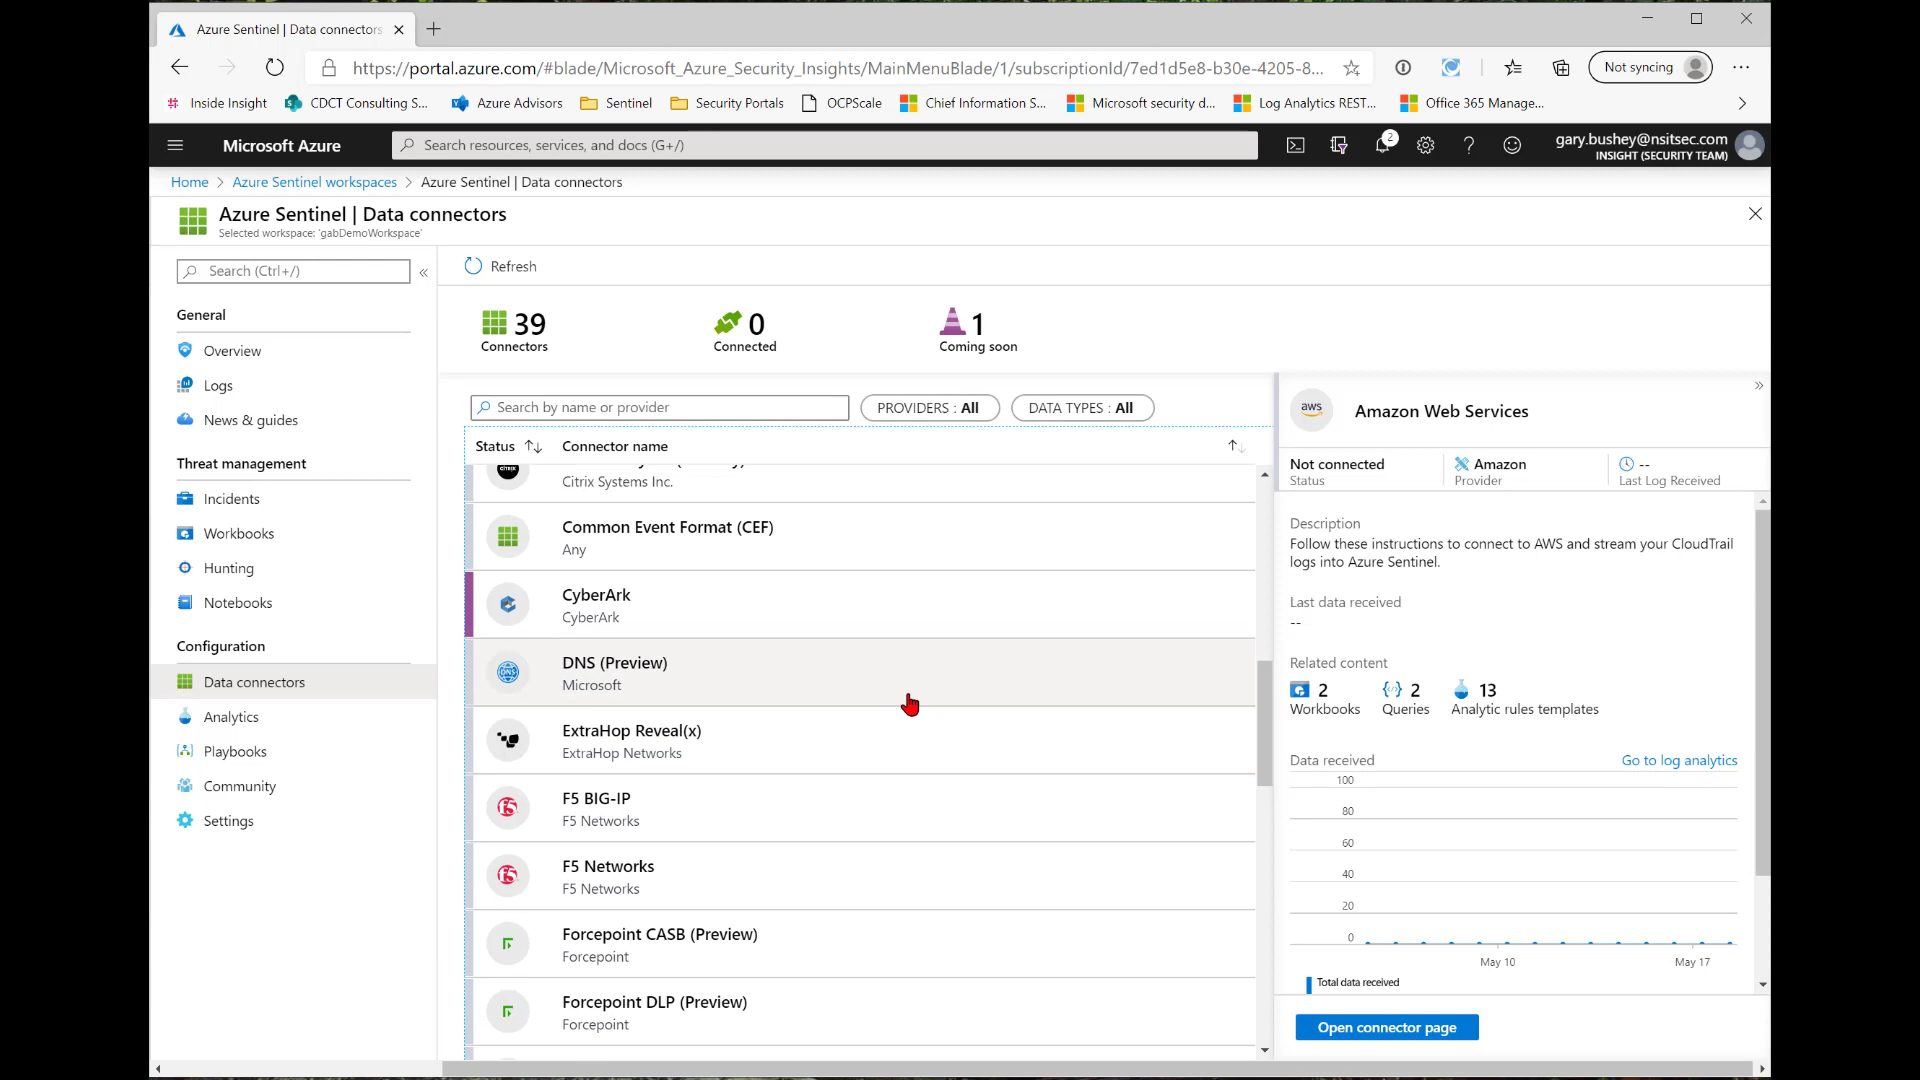 Azure Sentinel | Data connectors
https://portal.azure.com/#blade/Microsoft_Azure_Security_Insights/MainMenuBlade/1/subscriptionId/7ed1d5e8-b30e-4205-8...
Not syncing
Inside Insight
CDCT Consulting S...
Azure Advisors
Sentinel
Security Portals
OCPScale
Chief Information S...
Microsoft security d...
Log Analytics REST...
Office 365 Manage...
Microsoft Azure
Search resources, services, and docs (G+/)
2
gary.bushey@nsitsec.com
INSIGHT (SECURITY TEAM)
Home > Azure Sentinel workspaces > Azure Sentinel | Data connectors
Azure Sentinel | Data connectors
Selected workspace: 'gabDemoWorkspace'
Search (Ctrl+/)
«
General
Overview
Logs
News & guides
Threat management
Incidents
Workbooks
Hunting
Notebooks
Configuration
Data connectors
Analytics
Playbooks
Community
Settings
Refresh
39
Connectors
0
Connected
1
Coming soon
Search by name or provider
PROVIDERS : All
DATA TYPES : All
Status
Connector name
CITRIX
Citrix Systems Inc.
Common Event Format (CEF)
Any
CyberArk
CyberArk
DNS
DNS (Preview)
Microsoft
ExtraHop Reveal(x)
ExtraHop Networks
F5 BIG-IP
F5 Networks
F5 Networks
F5 Networks
Forcepoint CASB (Preview)
Forcepoint
Forcepoint DLP (Preview)
Forcepoint
»
aws
Amazon Web Services
Not connected
Status
Amazon
Provider
--
Last Log Received
Description
Follow these instructions to connect to AWS and stream your CloudTrail
logs into Azure Sentinel.
Last data received
--
Related content
2
Workbooks
2
Queries
13
Analytic rules templates
Data received
Go to log analytics
100
80
60
40
20
0
May 10
May 17
Total data received
Open connector page